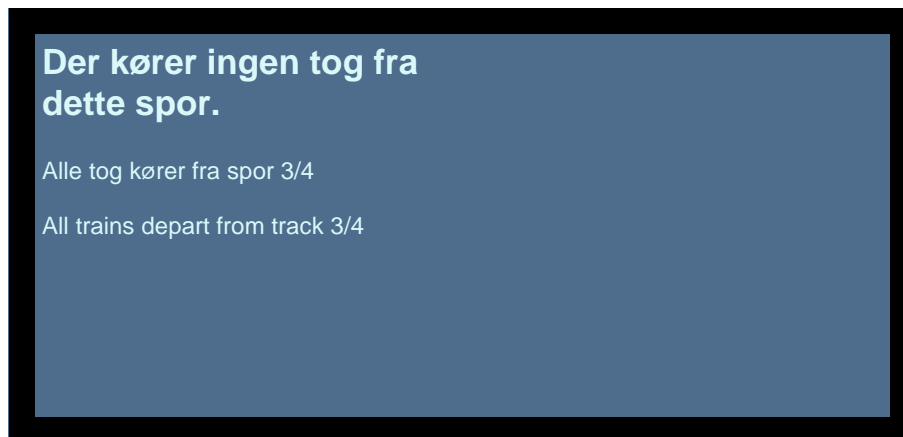 Der kører ingen tog fra
dette spor.
Alle tog kører fra spor 3/4
All trains depart from track 3/4